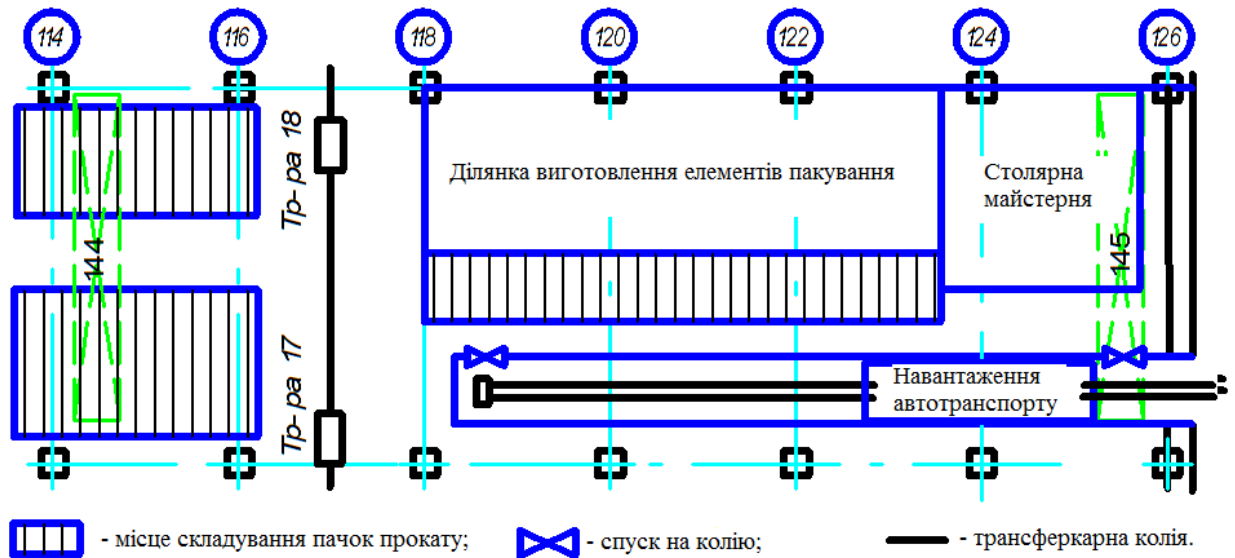 114 116 118 120 122 124 126
Тр-ра 18
Ділянка виготовлення елементів пакування
Столярна
майстерня
144
145
Тр-ра 17
Навантаження
автотранспорту
- місце складування пачок прокату;
- спуск на колію;
- трансферкарна колія.